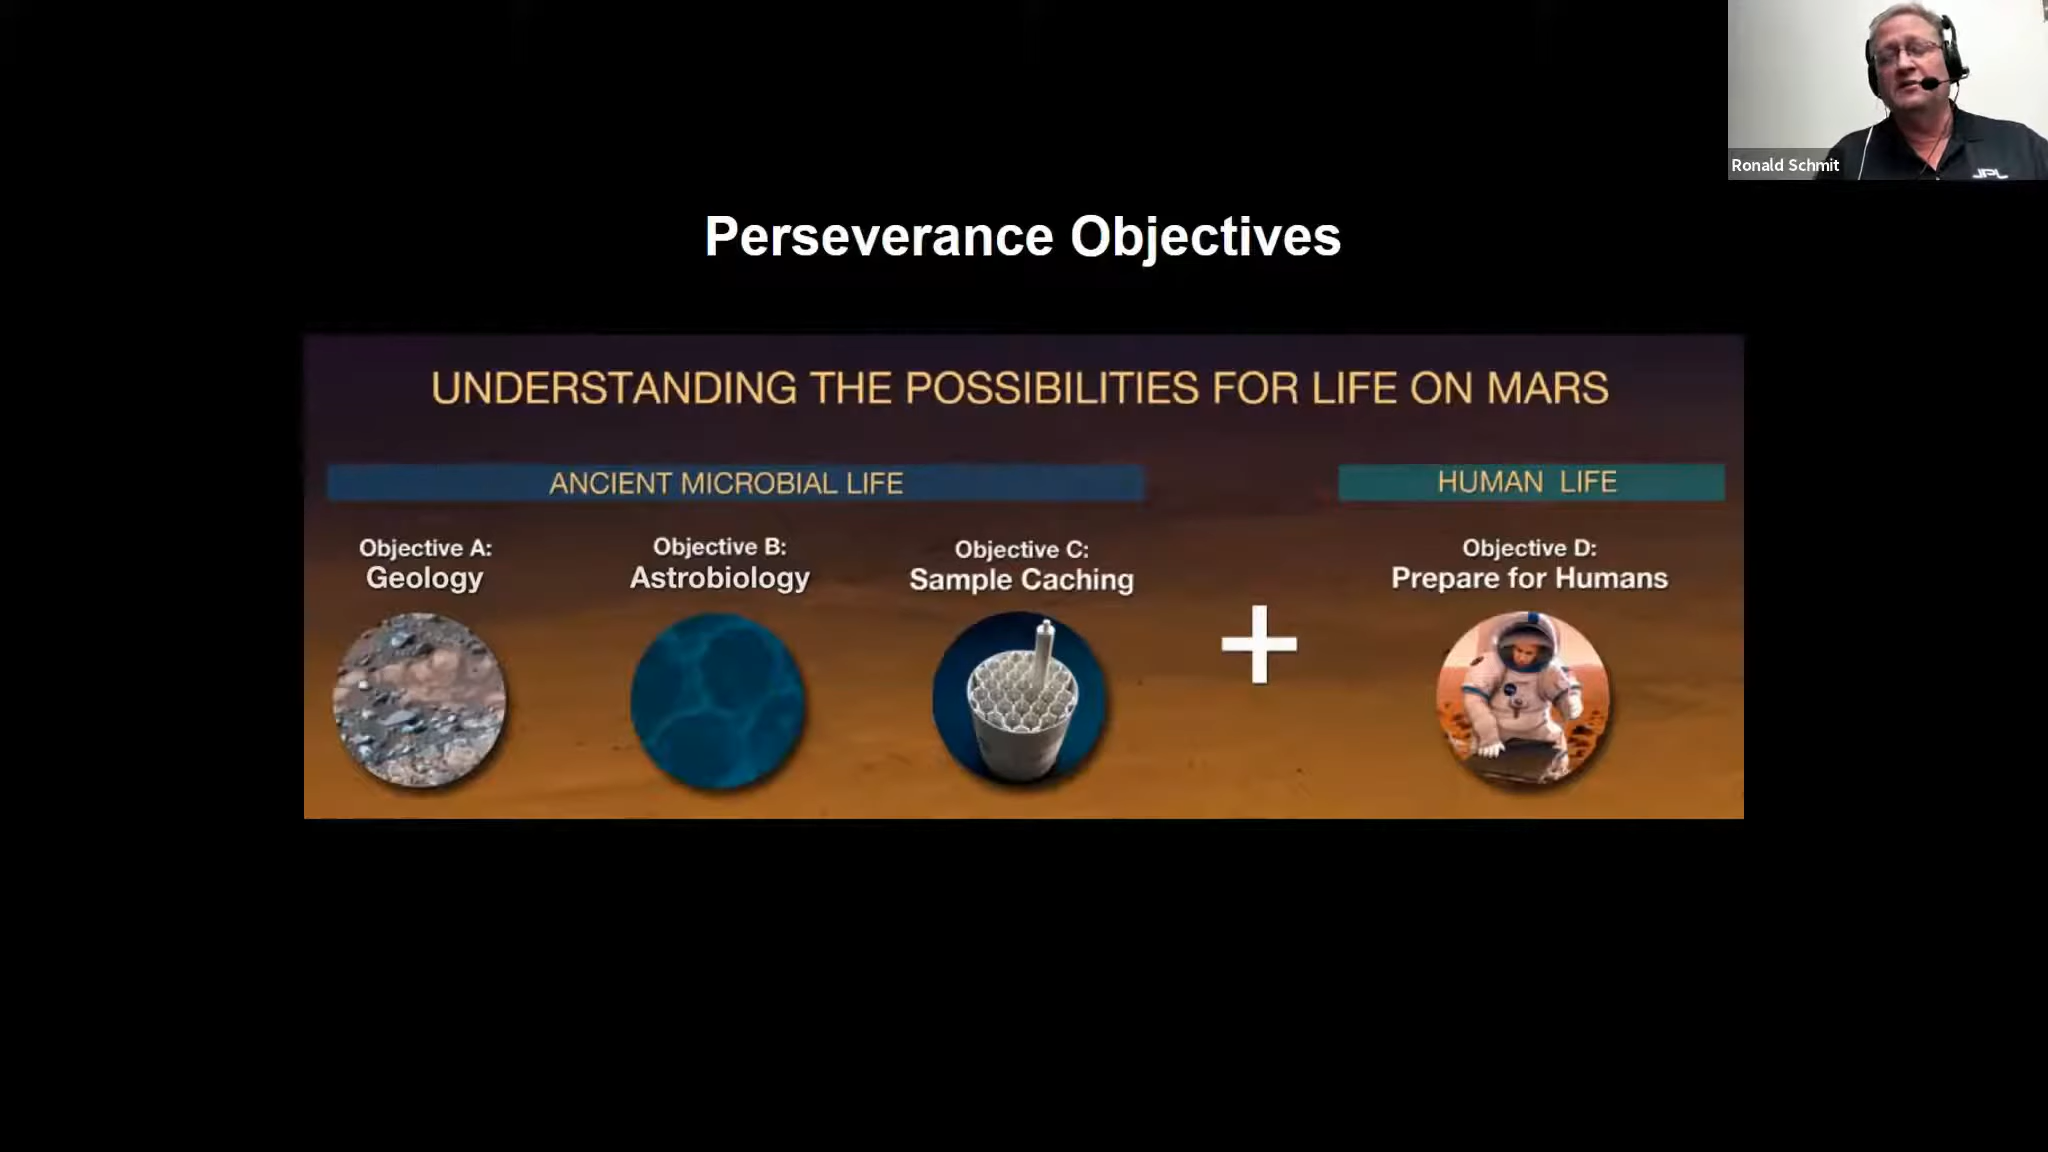 Ronald Schmit
JPL
Perseverance Objectives
UNDERSTANDING THE POSSIBILITIES FOR LIFE ON MARS
ANCIENT MICROBIAL LIFE
HUMAN LIFE
Objective A:
Geology
Objective B:
Astrobiology
Objective C:
Sample Caching
Objective D:
Prepare for Humans